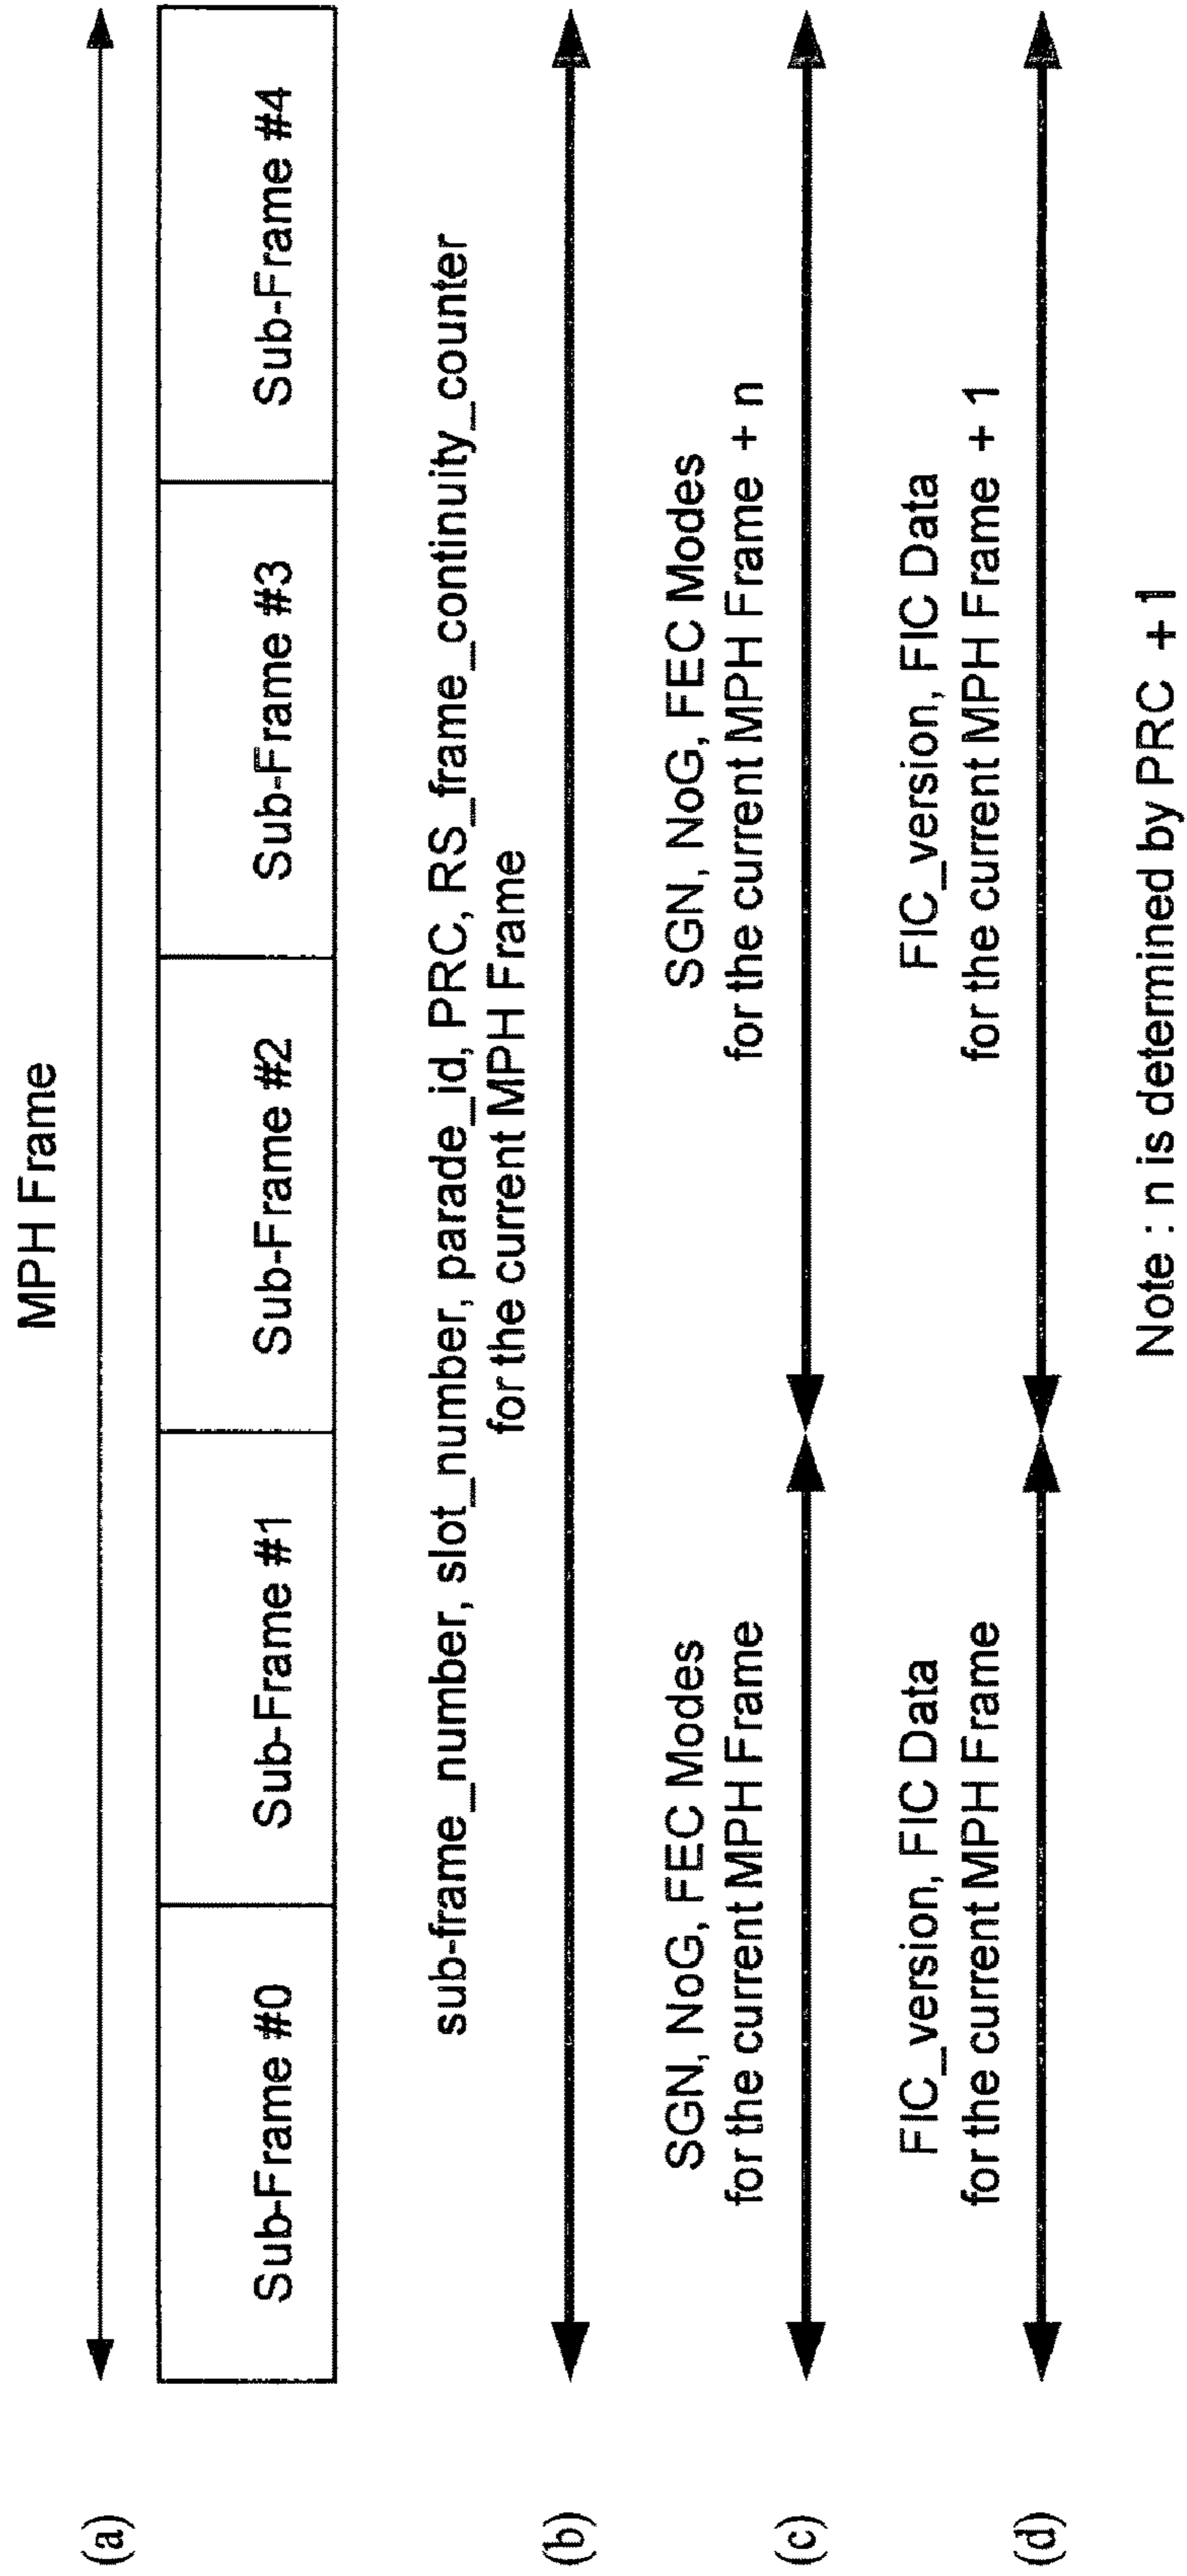 MPH Frame
(a)
Sub-Frame #0
Sub-Frame #1
Sub-Frame #2
Sub-Frame #3
Sub-Frame #4
sub-frame_number, slot_number, parade_id, PRC, RS_frame_continuity_counter
for the current MPH Frame
(b)
SGN, NoG, FEC Modes
for the current MPH Frame
SGN, NoG, FEC Modes
for the current MPH Frame + n
(c)
FIC_version, FIC Data
for the current MPH Frame
FIC_version, FIC Data
for the current MPH Frame + 1
(d)
Note : n is determined by PRC + 1